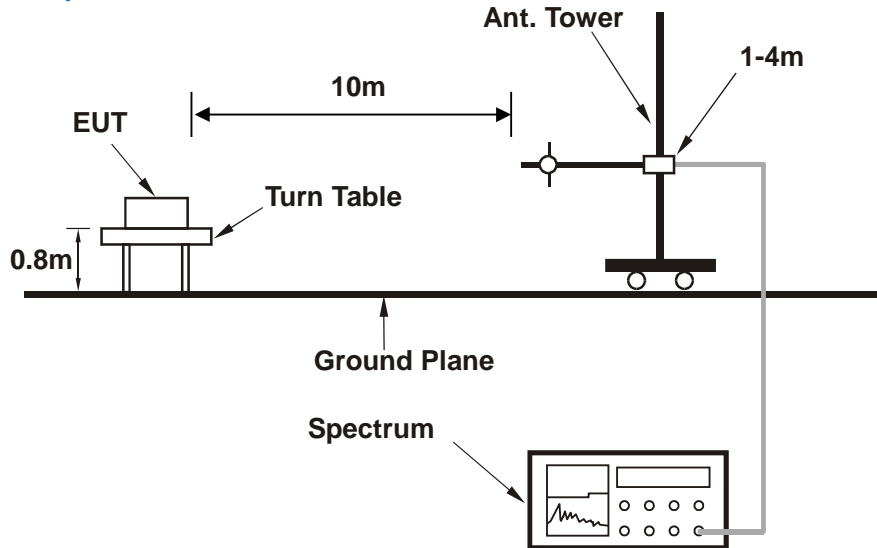 Ant. Tower
1-4m
10m
EUT
Turn Table
0.8m
Ground Plane
Spectrum